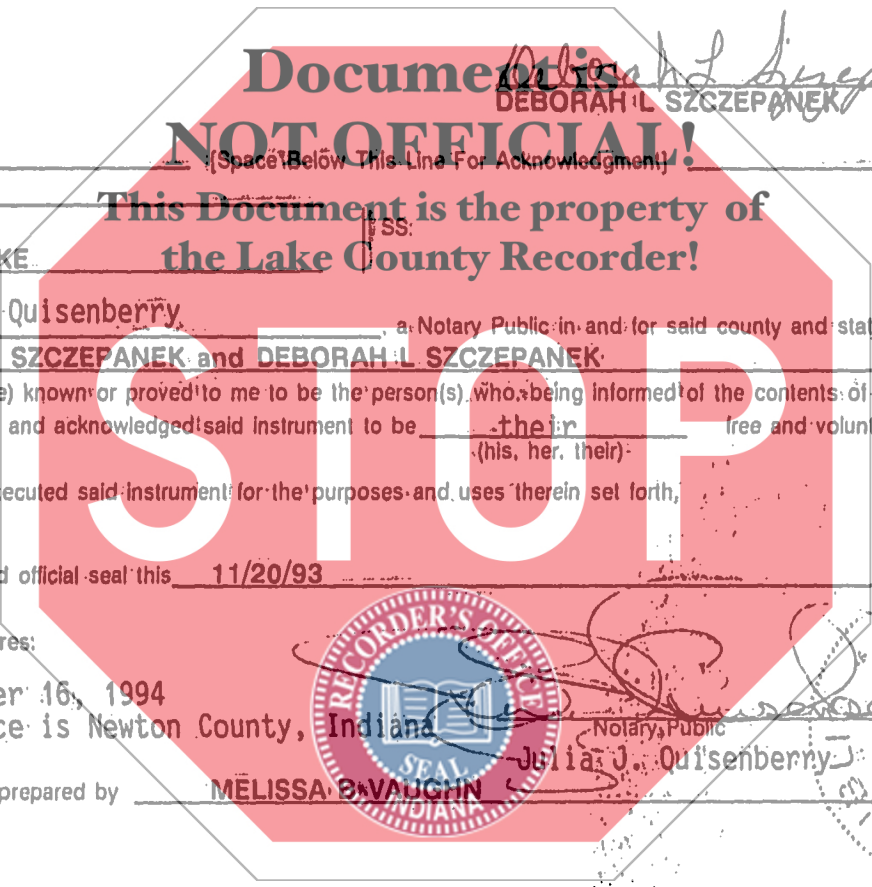 Document is
DEBORAH L SZCZEPANEK
NOT OFFICIAL!
[Space Below This Line For Acknowledgment]
This Document is the property of
SS:
the Lake County Recorder!
KE
Quisenberry, a Notary Public in and for said county and stat
SZCZEPANEK and DEBORAH L SZCZEPANEK
e) known or proved to me to be the person(s) who, being informed of the contents of
and acknowledged said instrument to be their free and volunt
(his, her, their)
STOP
ecuted said instrument for the purposes and uses therein set forth,
d official seal this 11/20/93
RECORDER'S OFFICE
res:
er 16, 1994
ce is Newton County, Indiana
Notary Public
SEAL
Julia J. Quisenberry
prepared by MELISSA B VAUGHN
INDIANA